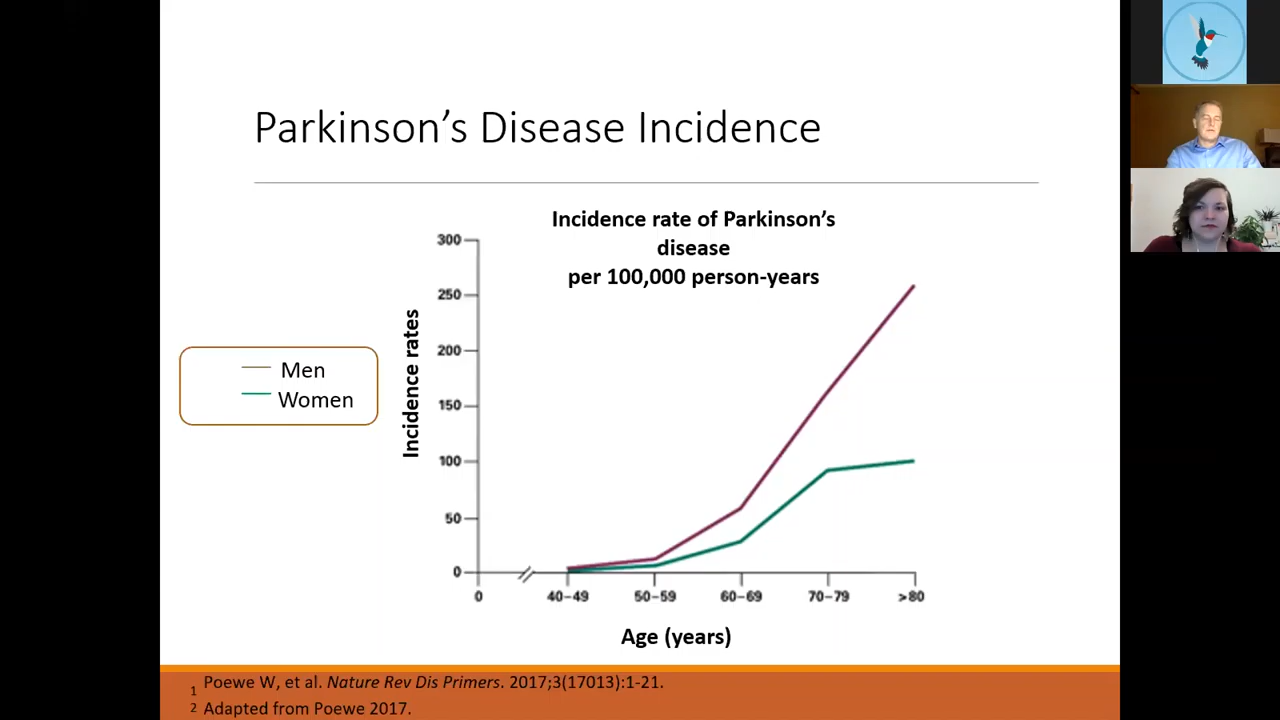 Parkinson’s Disease Incidence
Incidence rate of Parkinson’s
disease
per 100,000 person-years
300
250
200
150
100
50
0
Incidence rates
Men
Women
0
40–49
50–59
60–69
70–79
>80
Age (years)
1 Poewe W, et al. Nature Rev Dis Primers. 2017;3(17013):1-21.
2 Adapted from Poewe 2017.